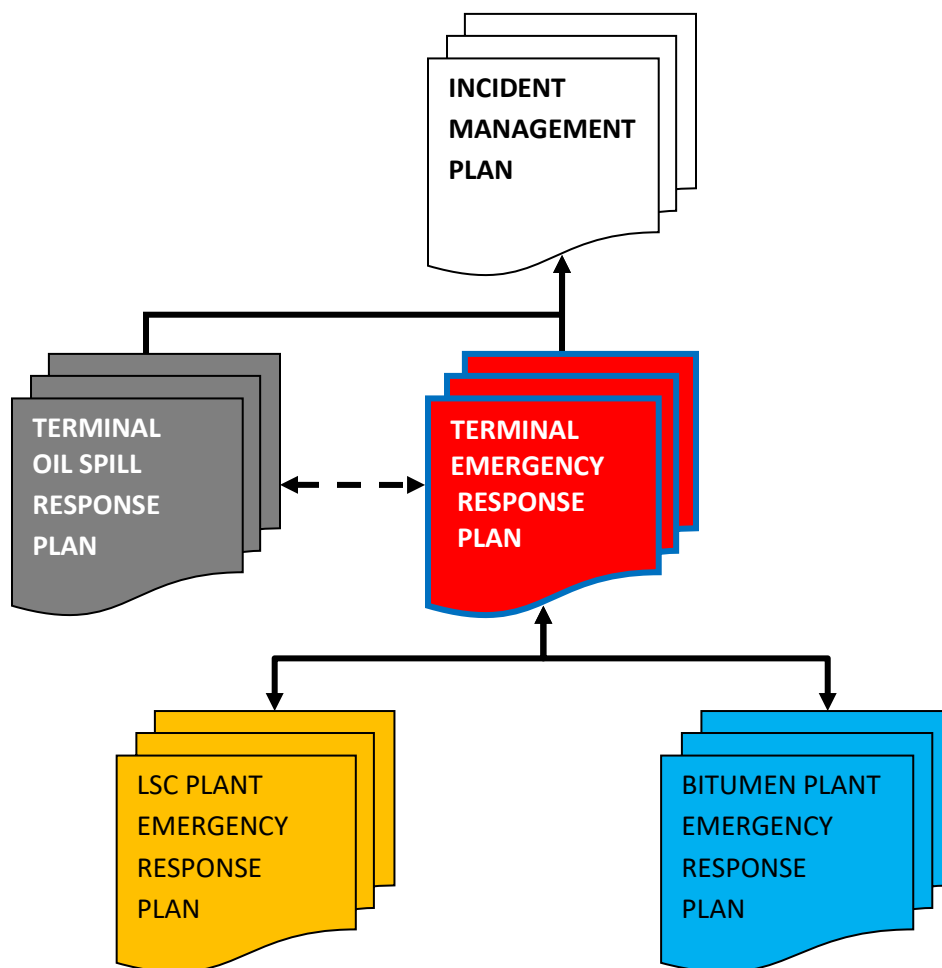 INCIDENT
MANAGEMENT
PLAN
TERMINAL
OIL SPILL
RESPONSE
PLAN
TERMINAL
EMERGENCY
RESPONSE
PLAN
LSC PLANT
EMERGENCY
RESPONSE
PLAN
BITUMEN PLANT
EMERGENCY
RESPONSE
PLAN